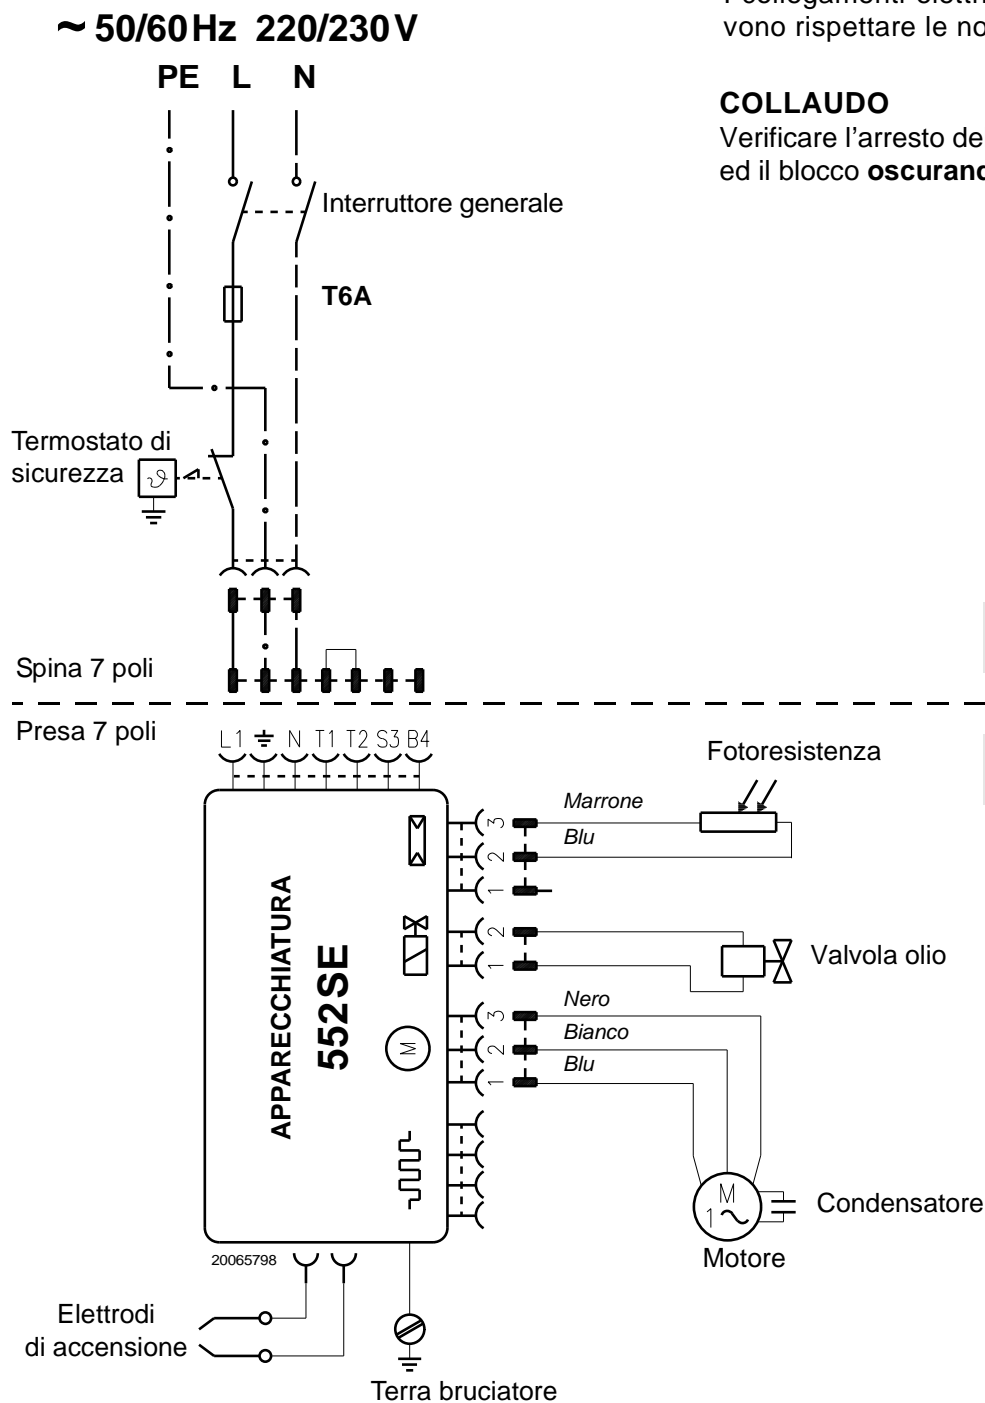 ~ 50/60 Hz 220/230 V
vono rispettare le
PE L N
COLLAUDO
Verificare l'arresto
ed il blocco
Interruttore generale
T6A
Termostato di
sicurezza
Spina 7 poli
Presa 7 poli
L1 N T1 T2 S3 B4
Fotoresistenza
Marrone
3
Blu
2
1
APPARECCHIATURA
552SE
2
1
Valvola olio
Nero
3
Bianco
2
Blu
1
M
M
1 ~
Condensatore
Motore
20065798
Elettrodi
di accensione
Terra bruciatore